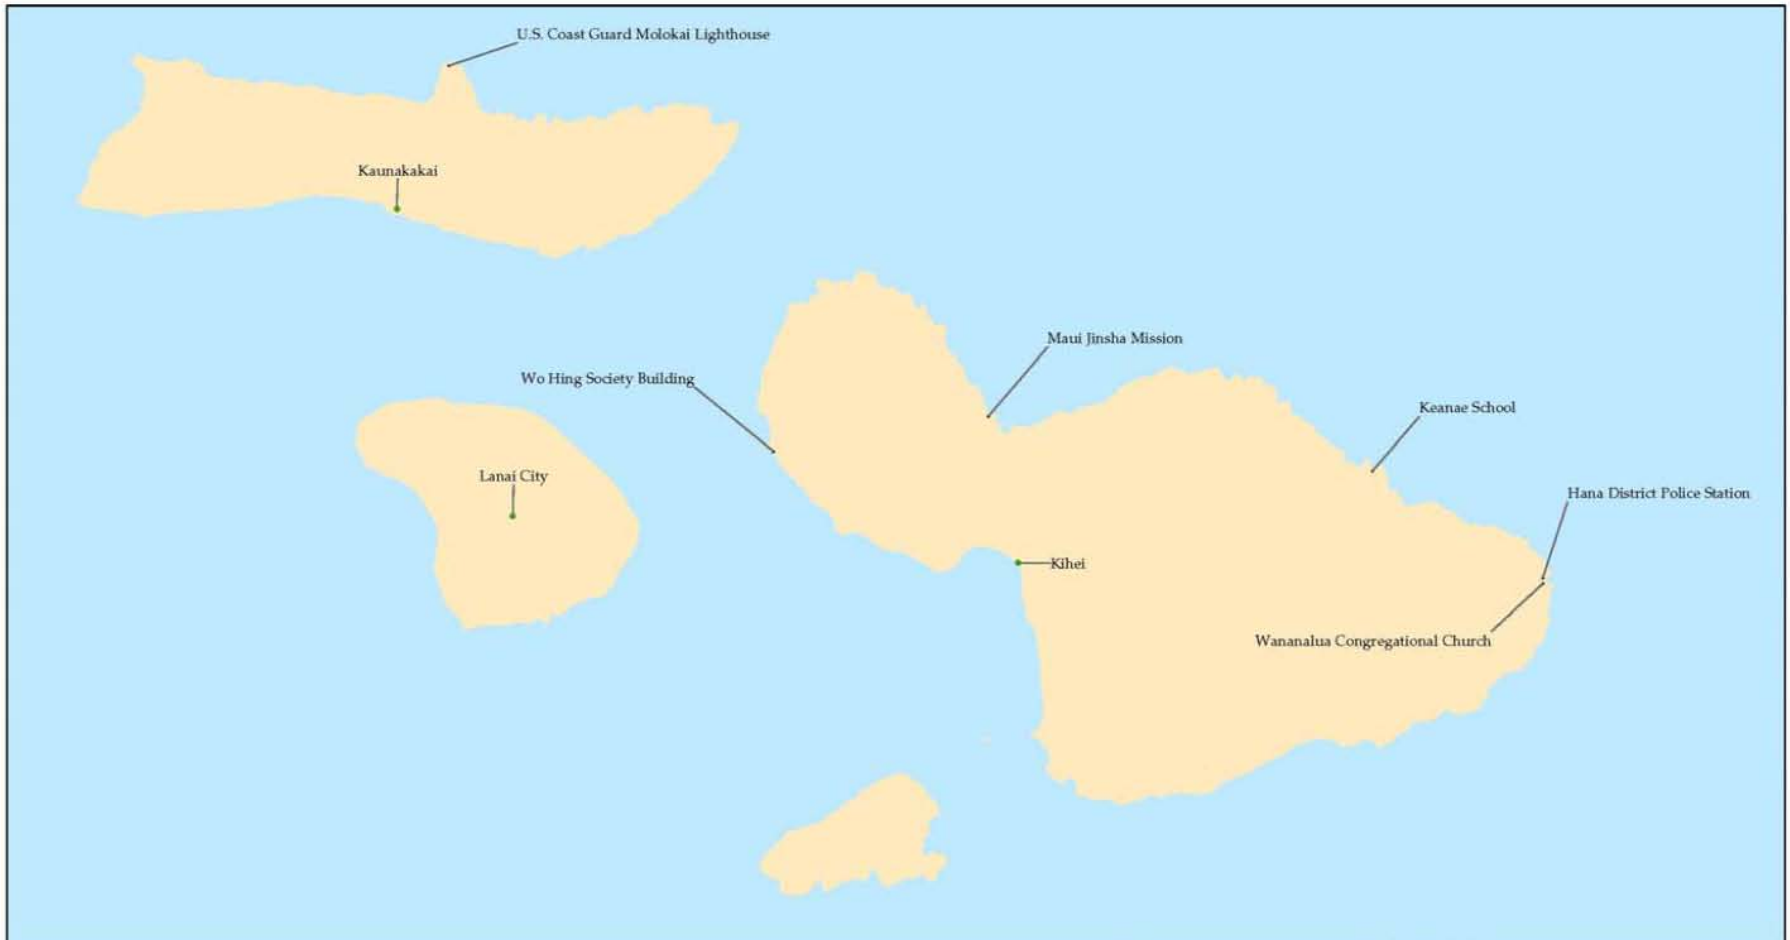 U.S. Coast Guard Molokai Lighthouse
Kaunakakai
Maui Jinsha Mission
Wo Hing Society Building
Keanae School
Lanai City
Hana District Police Station
Kihei
Wananalua Congregational Church